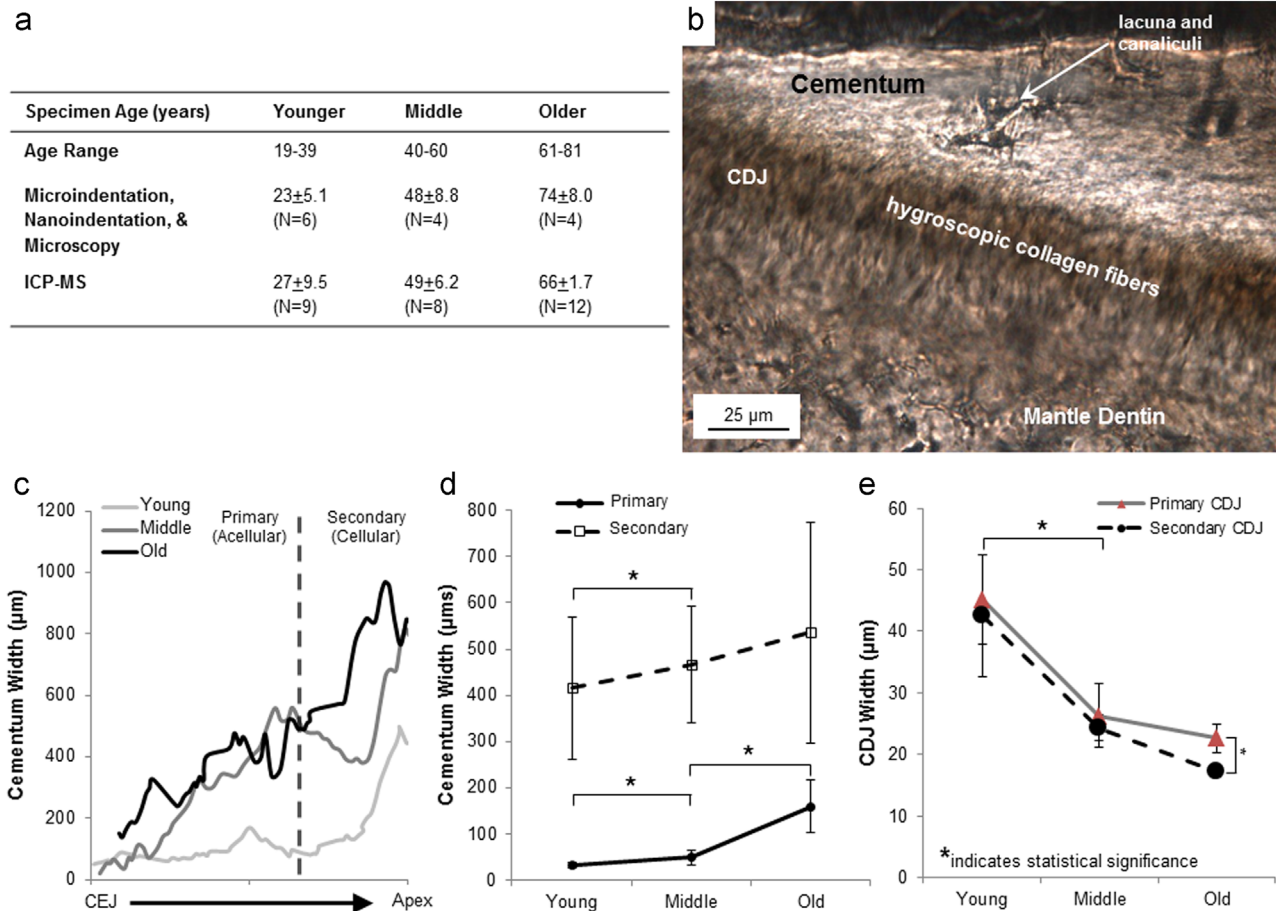 a
Specimen Age (years) Younger Middle Older
Age Range 19-39 40-60 61-81
Microindentation, 23±5.1 48±8.8 74±8.0
Nanoindentation, & (N=6) (N=4) (N=4)
Microscopy
ICP-MS 27±9.5 49±6.2 66±1.7
(N=9) (N=8) (N=12)
b
lacuna and
canaliculi
Cementum
CDJ
hygroscopic collagen fibers
Mantle Dentin
25 µm
c
Young
Middle
Old
Primary
(Acellular)
Secondary
(Cellular)
Cementum Width (µm)
1200
1000
800
600
400
200
0
CEJ
Apex
d
Primary
Secondary
Cementum Width (µms)
800
700
600
500
400
300
200
100
0
*
*
*
Young Middle Old
e
Primary CDJ
Secondary CDJ
CDJ Width (µm)
60
50
40
30
20
10
0
*
*
*indicates statistical significance
Young Middle Old